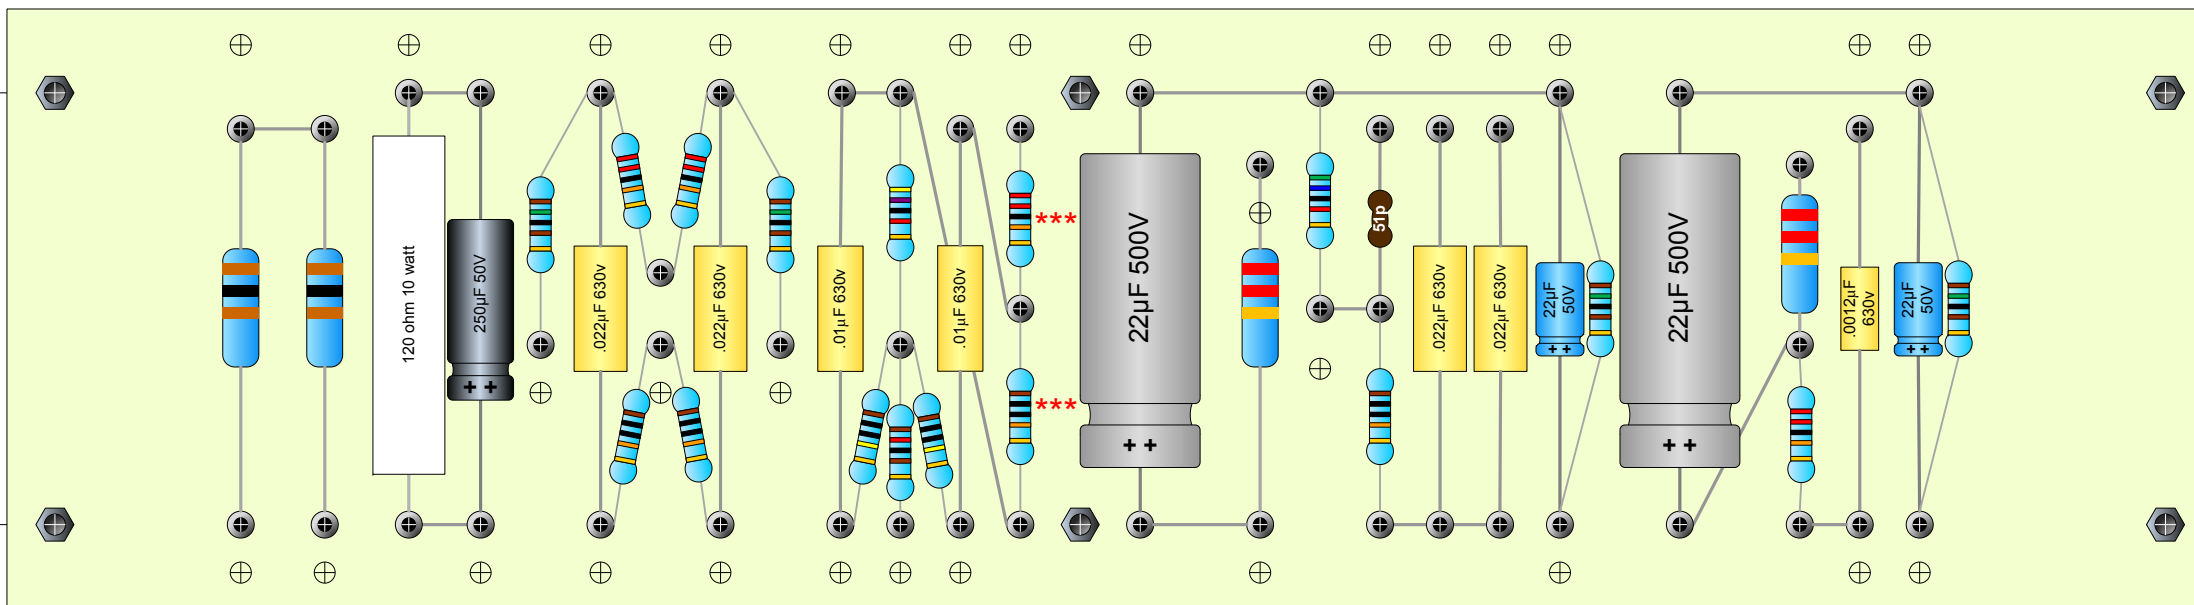 120 ohm 10 watt
250µF 50V
+ +
.022µF 630v
.022µF 630v
.01µF 630v
.01µF 630v
***
***
22µF 500V
+ +
51p
.022µF 630v
.022µF 630v
22µF
50V
++
22µF 500V
+ +
.0012µF
630v
22µF
50V
++